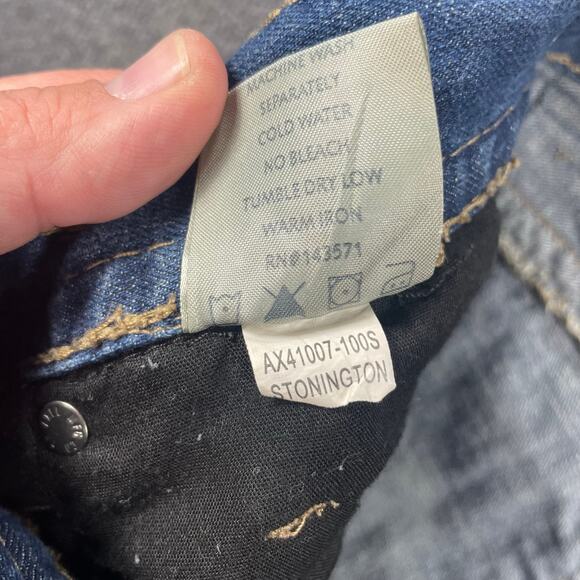 MACHINE WASH
SEPARATELY
COLD WATER
NO BLEACH
TUMBLE DRY LOW
WARM IRON
RN#143571
AX41007-100S
STONINGTON